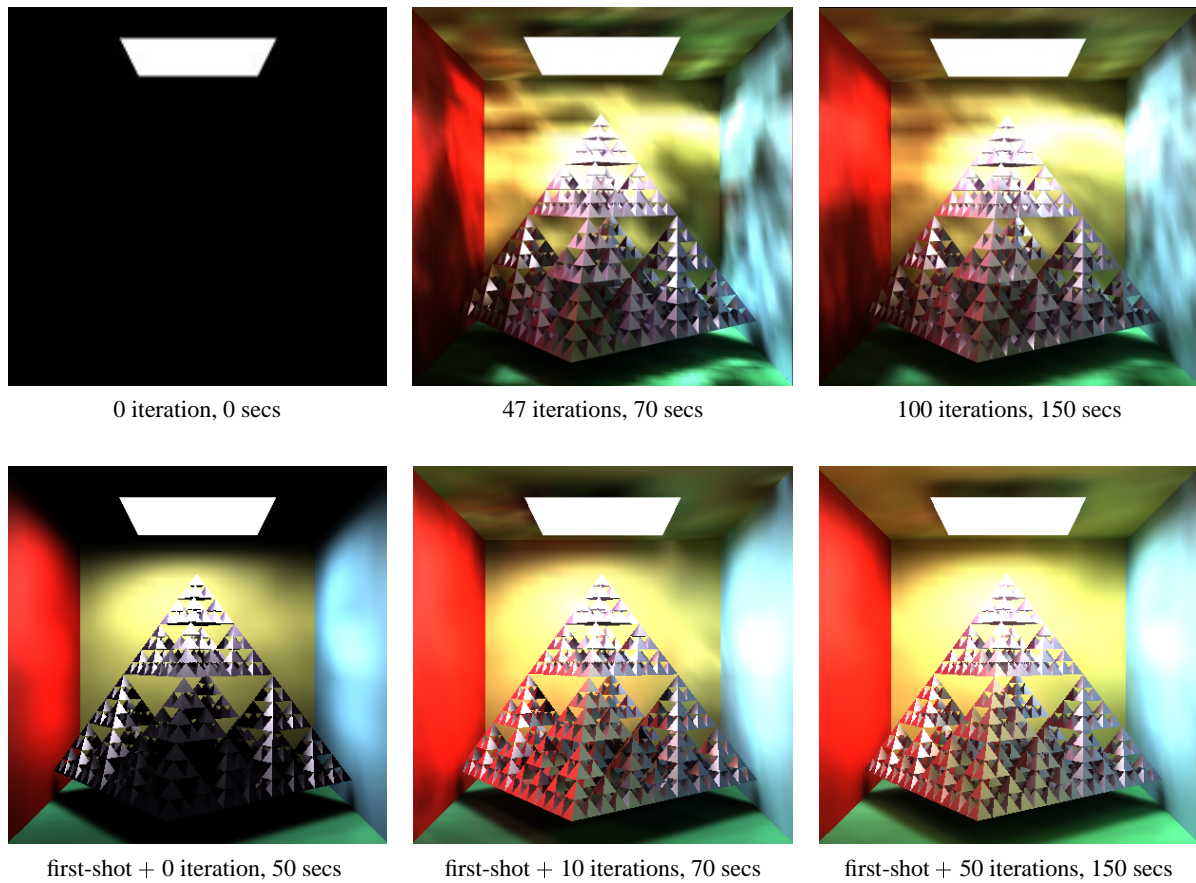 0 iteration, 0 secs
47 iterations, 70 secs
100 iterations, 150 secs
first-shot + 0 iteration, 50 secs
first-shot + 10 iterations, 70 secs
first-shot + 50 iterations, 150 secs